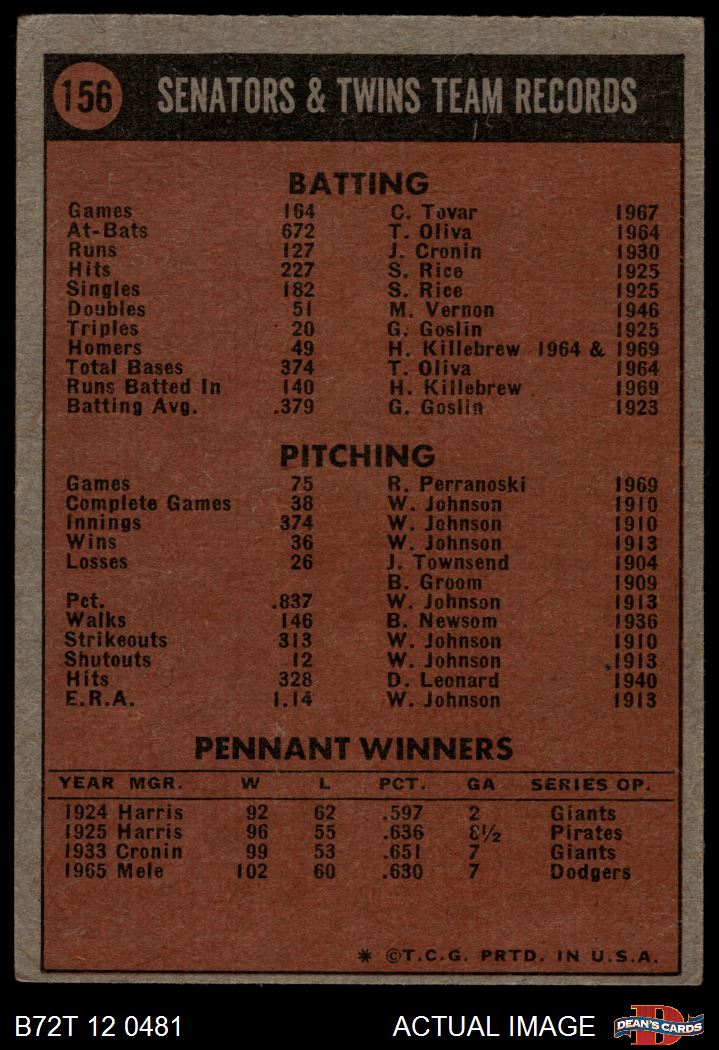 156 SENATORS & TWINS TEAM RECORDS
BATTING
Games 164 C. Tovar 1967
At-Bats 672 T. Oliva 1964
Runs 127 J. Cronin 1930
Hits 227 S. Rice 1925
Singles 182 S. Rice 1925
Doubles 51 M. Vernon 1946
Triples 20 G. Goslin 1925
Homers 49 H. Killebrew 1964 & 1969
Total Bases 374 T. Oliva 1964
Runs Batted In 140 H. Killebrew 1969
Batting Avg. .379 G. Goslin 1923
PITCHING
Games 75 R. Perranoski 1969
Complete Games 38 W. Johnson 1910
Innings 374 W. Johnson 1910
Wins 36 W. Johnson 1913
Losses 26 J. Townsend 1904
B. Groom 1909
Pct. .837 W. Johnson 1913
Walks 146 B. Newsom 1936
Strikeouts 313 W. Johnson 1910
Shutouts 12 W. Johnson 1913
Hits 328 D. Leonard 1940
E.R.A. 1.14 W. Johnson 1913
PENNANT WINNERS
YEAR MGR. W L PCT. GA SERIES OP.
1924 Harris 92 62 .597 2 Giants
1925 Harris 96 55 .636 8½ Pirates
1933 Cronin 99 53 .651 7 Giants
1965 Mele 102 60 .630 7 Dodgers
* ©T.C.G. PRTD. IN U.S.A.
B72T 12 0481 ACTUAL IMAGE D DEAN'S CARDS